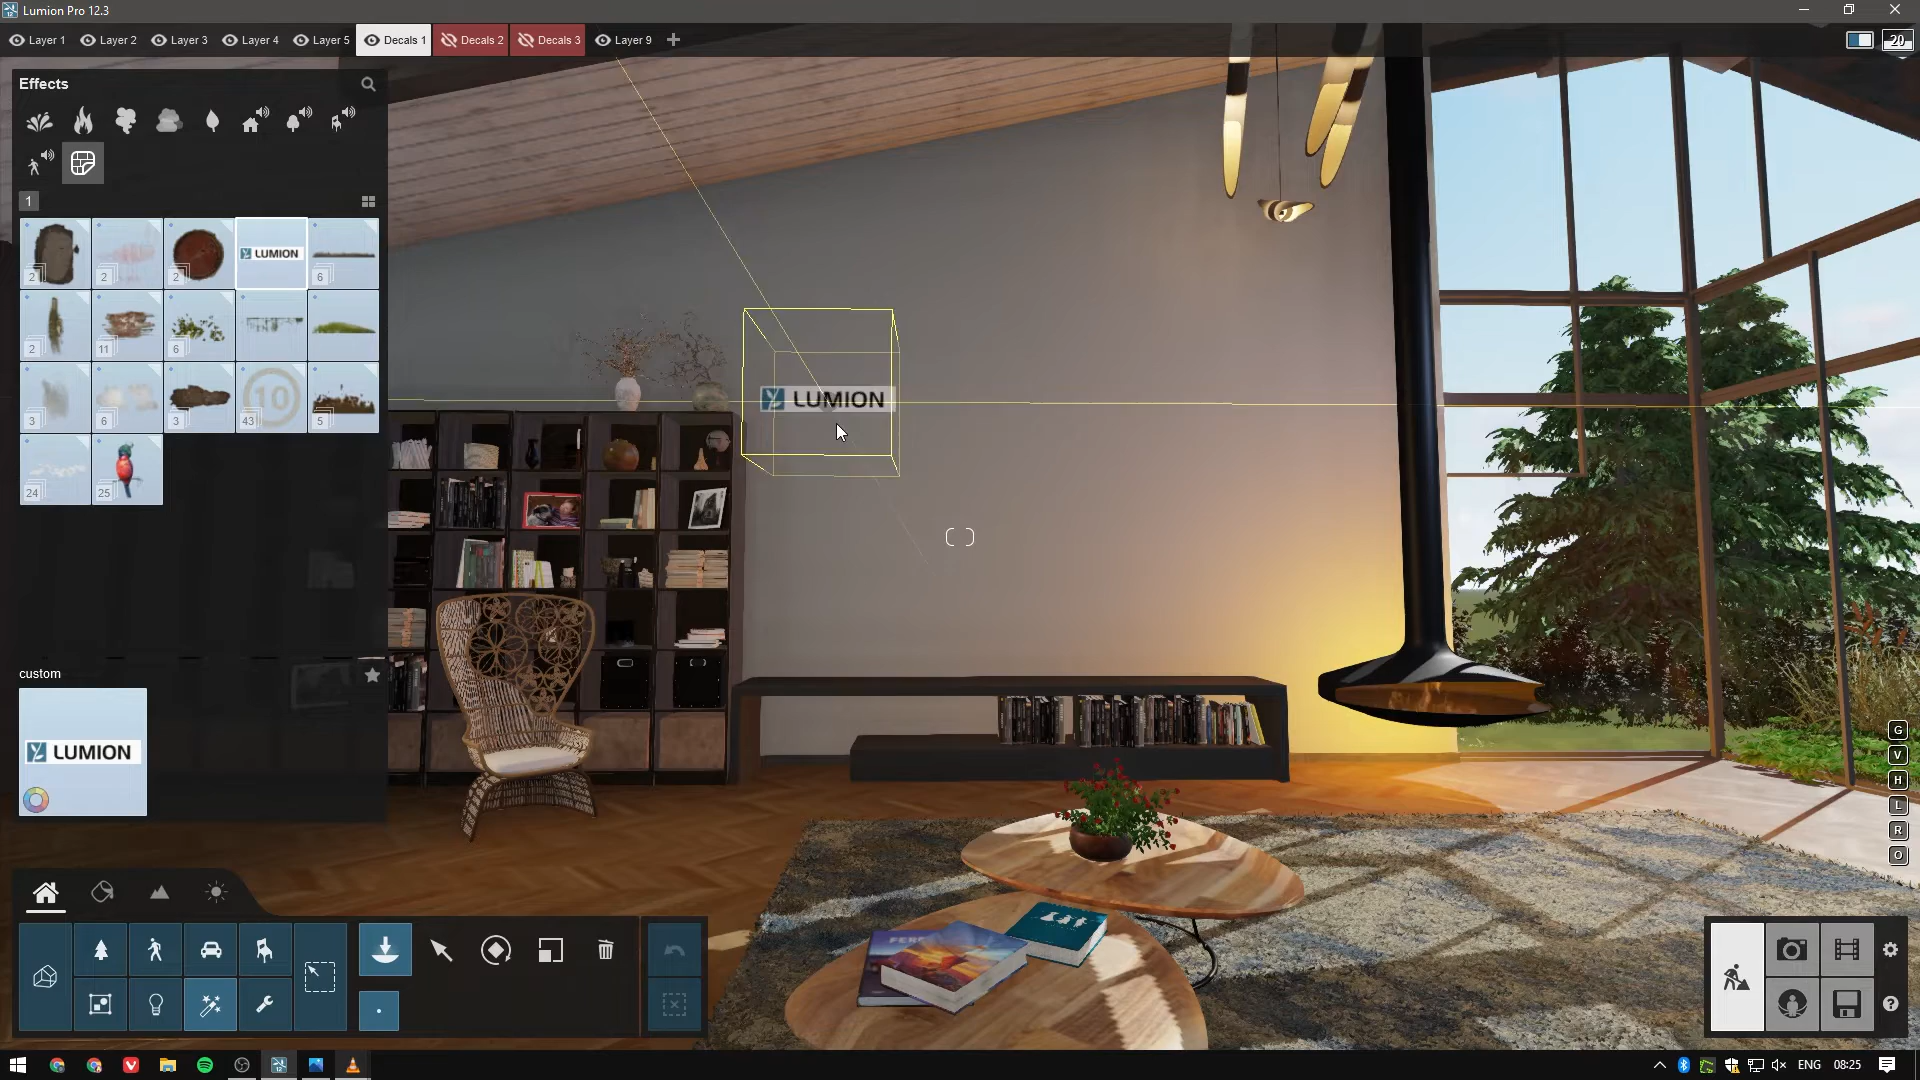 Lumion Pro 12.3
Layer 1
Layer 2
Layer 3
Layer 4
Layer 5
Decals 1
Decals 2
Decals 3
Layer 9
20
Effects
1
2
2
2
LUMION
6
2
11
6
3
6
3
10
43
5
24
25
LUMION
custom
LUMION
G
V
H
L
R
O
ENG
08:25